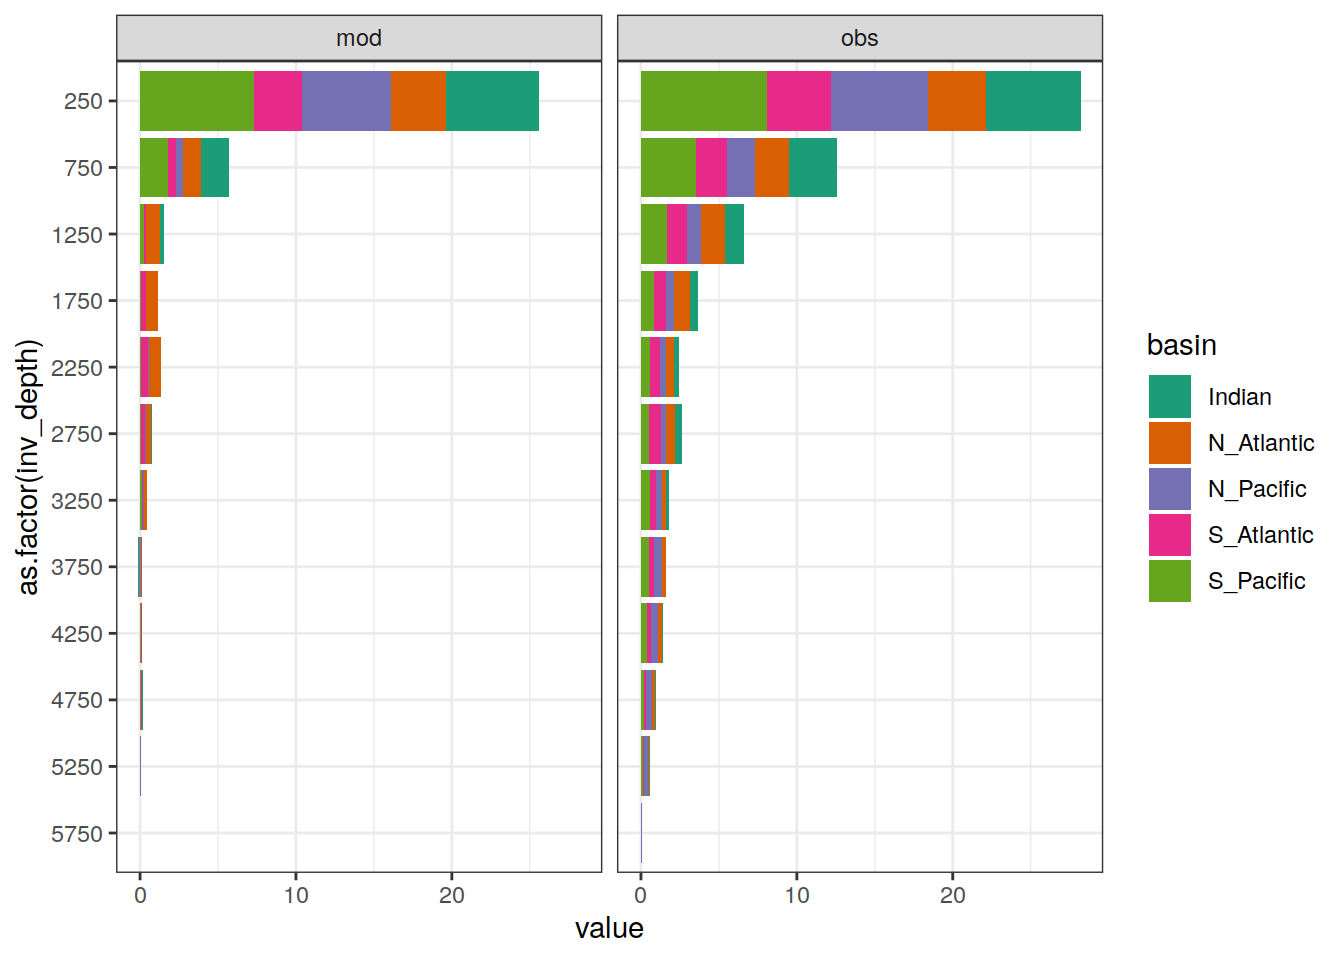 mod
obs
250
750
1250
1750
2250
2750
3250
3750
4250
4750
5250
5750
as.factor(inv_depth)
0 10 20
0 10 20
value
basin
Indian
N_Atlantic
N_Pacific
S_Atlantic
S_Pacific